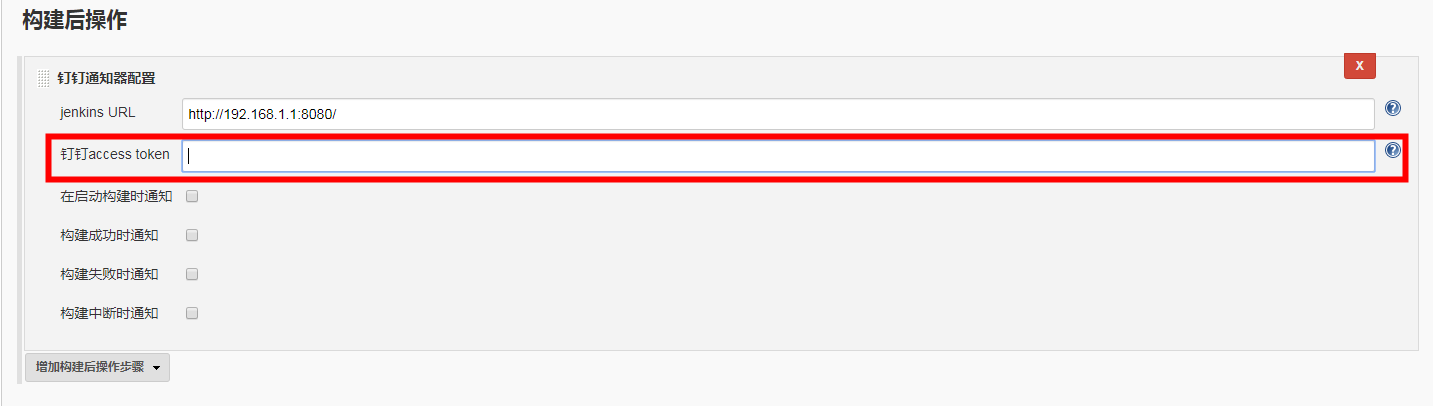 构建后操作
X
钉钉通知器配置
jenkins URL
http://192.168.1.1:8080/
?
钉钉access token
?
在启动构建时通知
构建成功时通知
构建失败时通知
构建中断时通知
增加构建后操作步骤